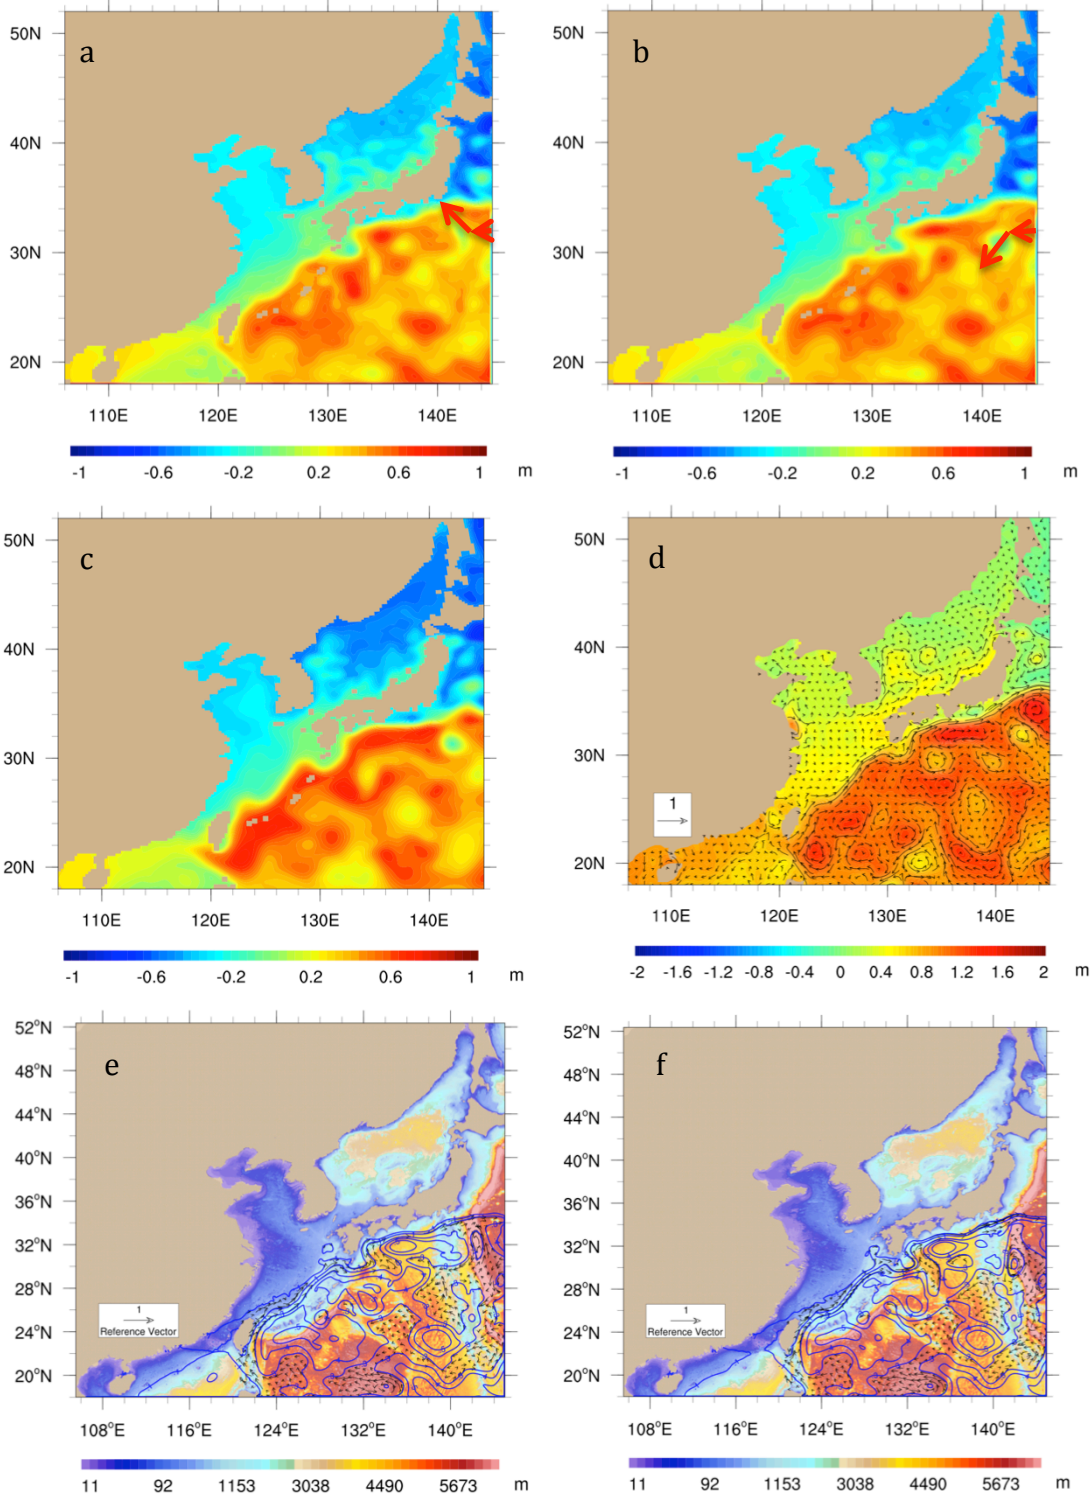 a
b
50N
40N
30N
20N
110E 120E 130E 140E
-1 -0.6 -0.2 0.2 0.6 1 m
50N
40N
30N
20N
110E 120E 130E 140E
-1 -0.6 -0.2 0.2 0.6 1 m
c
d
50N
40N
30N
20N
110E 120E 130E 140E
-1 -0.6 -0.2 0.2 0.6 1 m
50N
40N
30N
1
20N
110E 120E 130E 140E
-2 -1.6 -1.2 -0.8 -0.4 0 0.4 0.8 1.2 1.6 2 m
e
f
52°N
48°N
44°N
40°N
36°N
32°N
28°N
1
Reference Vector
24°N
20°N
108°E 116°E 124°E 132°E 140°E
11 92 1153 3038 4490 5673 m
52°N
48°N
44°N
40°N
36°N
32°N
28°N
1
Reference Vector
24°N
20°N
108°E 116°E 124°E 132°E 140°E
11 92 1153 3038 4490 5673 m